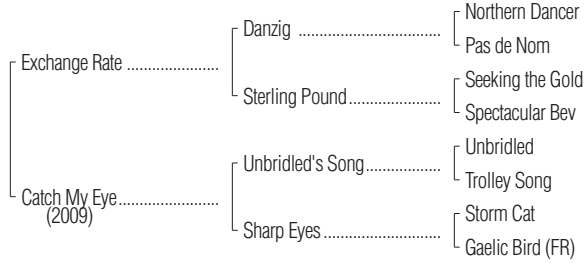 Northern Dancer
Danzig ........................................
Pas de Nom
Exchange Rate .........................
Seeking the Gold
Sterling Pound .........................
Spectacular Bev
Unbridled
Unbridled's Song ....................
Trolley Song
Catch My Eye ...........................
(2009)
Storm Cat
Sharp Eyes ................................
Gaelic Bird (FR)